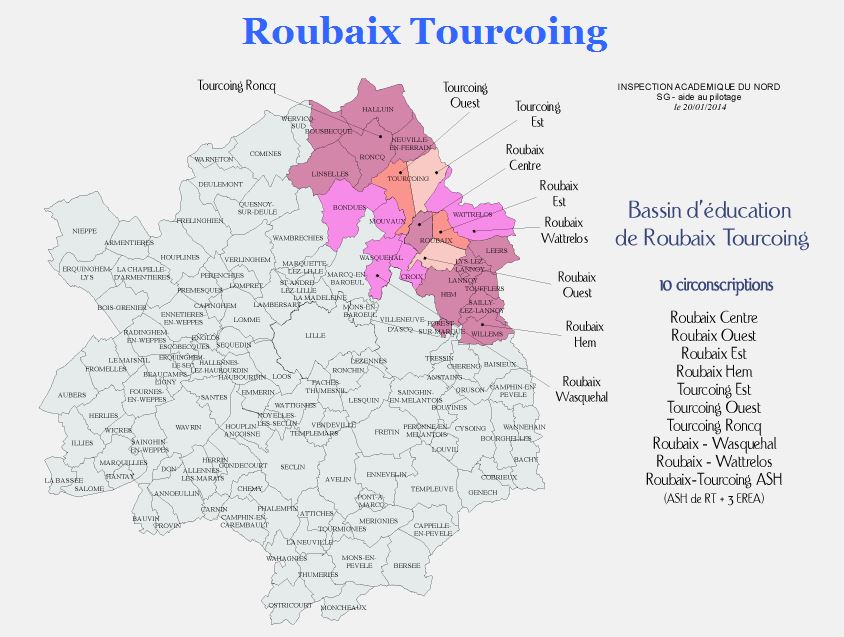 Roubaix Tourcoing
INSPECTION ACADEMIQUE DU NORD
SG - aide au pilotage
le 20/01/2014
Tourcoing Roncq
Tourcoing
Ouest
Tourcoing
Est
Roubaix
Centre
Roubaix
Est
Roubaix
Wattrelos
Roubaix
Ouest
Roubaix
Hem
Roubaix
Wasquehal
Bassin d'éducation
de Roubaix Tourcoing
10 circonscriptions
Roubaix Centre
Roubaix Ouest
Roubaix Est
Roubaix Hem
Tourcoing Est
Tourcoing Ouest
Tourcoing Roncq
Roubaix - Wasquehal
Roubaix - Wattrelos
Roubaix-Tourcoing ASH
(ASH de RT + 3 EREA)
HALLUIN
WERVICQ-
SUD
BOUSBECQUE
NEUVILLE-
EN-FERRAIN
RONCQ
COMINES
WARNETON
LINSELLES
TOURCOING
DEULEMONT
QUESNOY-
SUR-DEULE
BONDUES
WATTRELOS
MOUVAUX
FRELINGHIEN
NIEPPE
ARMENTIERES
WAMBRECHIES
ROUBAIX
LEERS
HOUPLINES
VERLINGHEM
WASQUEHAL
LYS-LEZ-
LANNOY
ERQUINGHEM-
LYS
LA CHAPELLE-
D'ARMENTIERES
PERENCHIES
MARQUETTE
LEZ-LILLE
MARCQ-EN-
BAROEUL
CROIX
LANNOY
TOUFFLERS
PREMESQUES
LOMPRET
ST-ANDRE
LEZ-LILLE
LA MADELEINE
HEM
SAILLY-
LEZ-LANNOY
BOIS-GRENIER
CAPINGHEM
LAMBERSART
MONS-EN
BAROEUL
ENNETIERES
EN-WEPPES
LOMME
VILLENEUVE-
D'ASCQ
FOREST-
SUR-MARQUE
WILLEMS
RADINGHEM
EN-WEPPES
ENGLOS
ESCOBECQUES
SEQUEDIN
LILLE
LE MAISNIL
ERQUINGHEM-
LE SEC
HALLENNES
LEZ-HAUBOURDIN
FROMELLES
BEAUCAMPS-
LIGNY
HAUBOURDIN
LOOS
LEZENNES
RONCHIN
TRESSIN
CHERENG
BAISIEUX
ANSTAING
AUBERS
FOURNES-
EN-WEPPES
SANTES
EMMERIN
FACHES-
THUMESNIL
LESQUIN
SAINGHIN-
EN-MELANTOIS
GRUSON
CAMPHIN-EN-
PEVELE
BOUVINES
HERLIES
WATTIGNIES
NOYELLES-
LES-SECLIN
WICRES
WAVRIN
HOUPLIN
ANCOISNE
TEMPLEMARS
VENDEVILLE
FRETIN
PERONNE-EN-
MELANTOIS
CYSOING
WANNEHAIN
BOURGHELLES
ILLIES
SAINGHIN
EN-WEPPES
LOUVIL
BACHY
MARQUILLIES
HANTAY
DON
HERRIN
ALLENNES
LES-MARAIS
GONDECOURT
SECLIN
ENNEVELIN
COBRIEUX
LA BASSÉE
SALOME
ANNOEULLIN
CHEMY
AVELIN
TEMPLEUVE
GENECH
PONT-A-
MARCQ
BAUVIN
PROVIN
CARNIN
CAMPHIN-EN-
CAREMBAULT
PHALEMPIN
ATTICHES
TOURMIGNIES
MERIGNIES
CAPPELLE-
EN-PEVELE
LA NEUVILLE
WAHAGNIES
MONS-EN-
PEVELE
BERSEE
THUMERIES
OSTRICOURT
MONCHEAUX